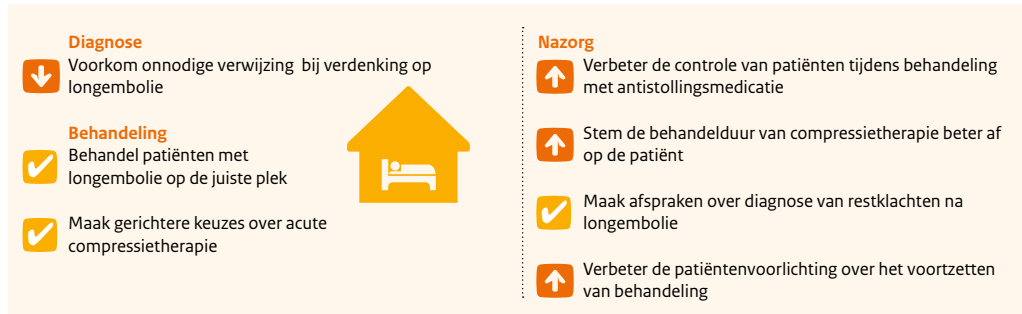 Diagnose
Voorkom onnodige verwijzing bij verdenking op
longembolie
Behandeling
Behandel patiënten met
longembolie op de juiste plek
Maak gerichtere keuzes over acute
compressietherapie
Nazorg
Verbeter de controle van patiënten tijdens behandeling
met antistollingsmedicatie
Stem de behandelduur van compressietherapie beter af
op de patiënt
Maak afspraken over diagnose van restklachten na
longembolie
Verbeter de patiëntenvoorlichting over het voortzetten
van behandeling